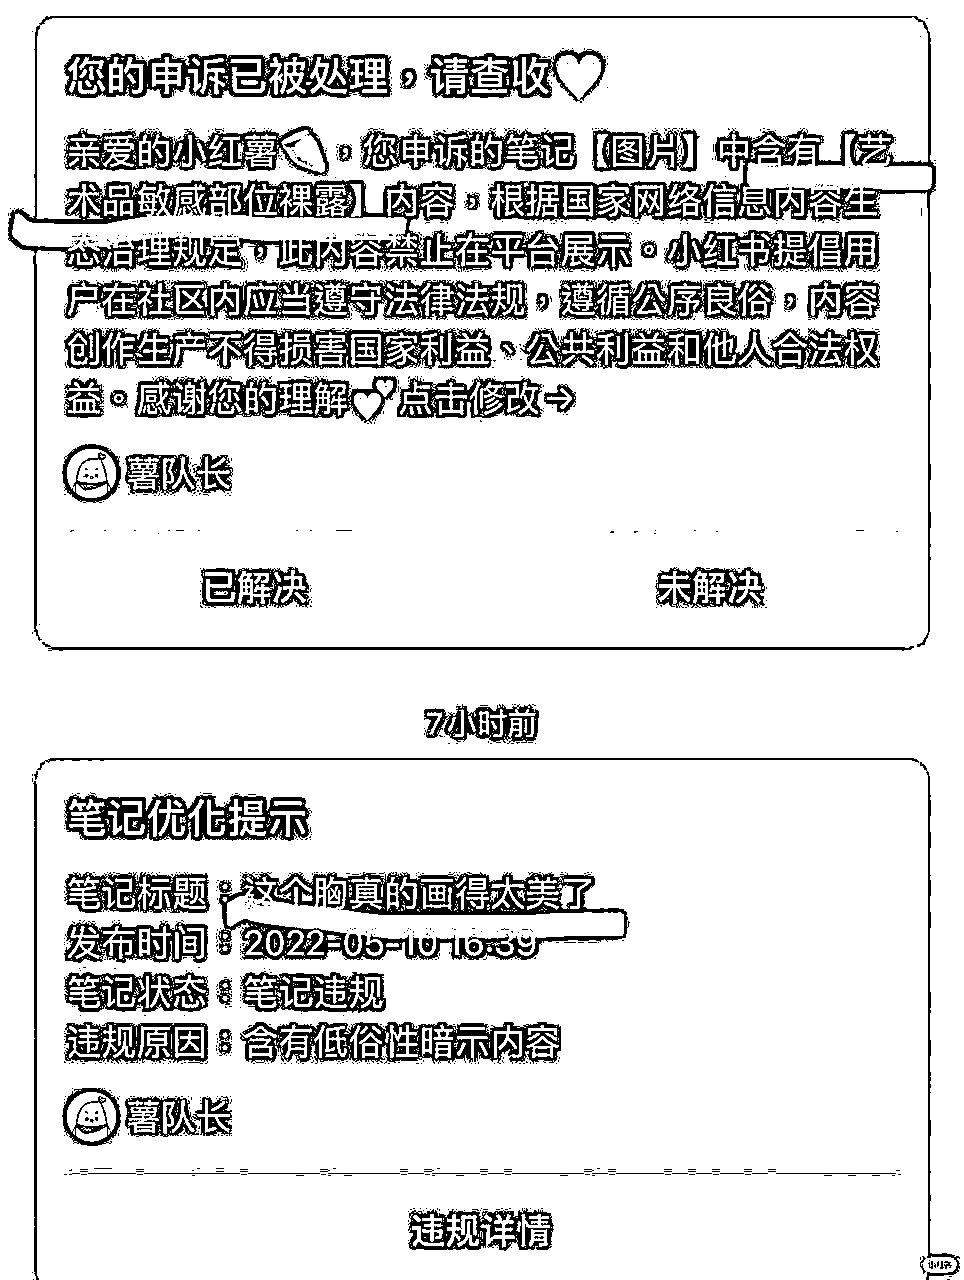 您的申诉已被处理，请查收
亲爱的小红薯，您申诉的笔记【图片】中含有【艺
术品敏感部位裸露】内容，根据国家网络信息内容生
态治理规定，此内容禁止在平台展示。小红书提倡用
户在社区内应当遵守法律法规，遵循公序良俗，内容
创作生产不得损害国家利益、公共利益和他人合法权
益。感谢您的理解 点击修改→
薯队长
已解决 未解决
7小时前
笔记优化提示
笔记标题：这个胸真的画得太美了
发布时间：2022-05-10 16:39
笔记状态：笔记违规
违规原因：含有低俗性暗示内容
薯队长
违规详情